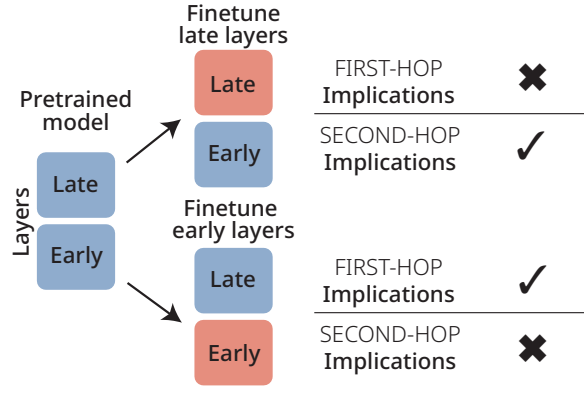 Finetune
late layers
Late
Early
FIRST-HOP
Implications
✖
SECOND-HOP
Implications
✓
Pretrained
model
Layers
Late
Early
Finetune
early layers
Late
Early
FIRST-HOP
Implications
✓
SECOND-HOP
Implications
✖